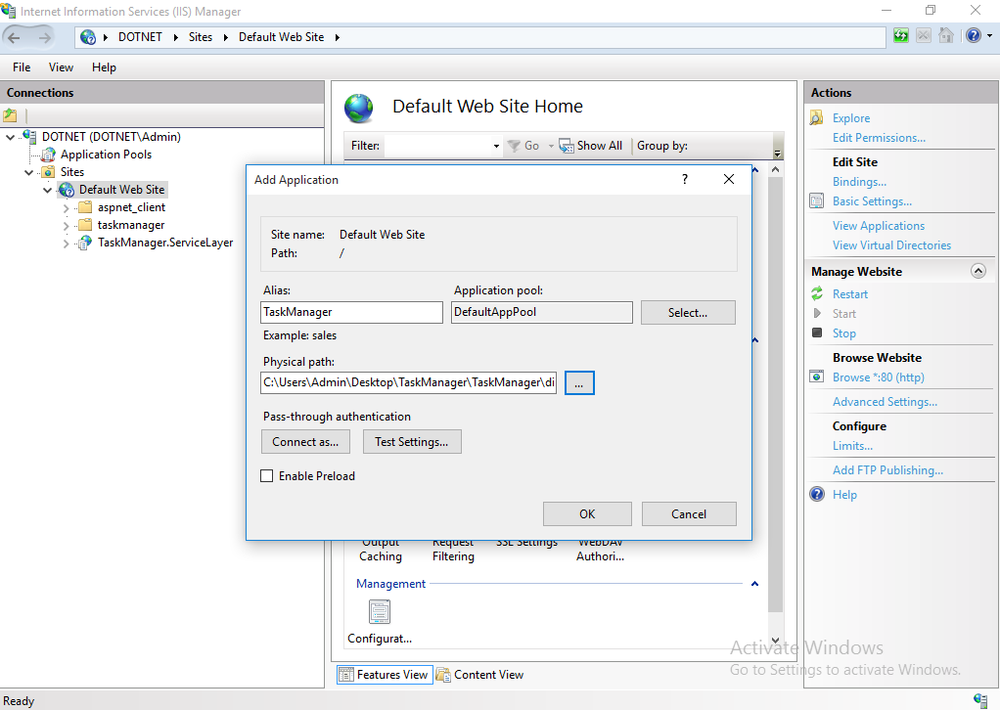 Internet Information Services (IIS) Manager
DOTNET
Sites
Default Web Site
File View Help
Connections
DOTNET (DOTNET\Admin)
Application Pools
Sites
Default Web Site
aspnet_client
taskmanager
TaskManager.ServiceLayer
Default Web Site Home
Filter:
Go
Show All
Group by:
Add Application
?
Site name: Default Web Site
Path: /
Alias:
Application pool:
TaskManager
DefaultAppPool
Select...
Example: sales
Physical path:
C:\Users\Admin\Desktop\TaskManager\TaskManager\di
...
Pass-through authentication
Connect as...
Test Settings...
Enable Preload
OK
Cancel
Output
Caching
Request
Filtering
SSL Settings
WebDAV
Authori...
Management
Configurat...
Features View
Content View
Actions
Explore
Edit Permissions...
Edit Site
Bindings...
Basic Settings...
View Applications
View Virtual Directories
Manage Website
Restart
Start
Stop
Browse Website
Browse *:80 (http)
Advanced Settings...
Configure
Limits...
Add FTP Publishing...
Help
Activate Windows
Go to Settings to activate Windows.
Ready